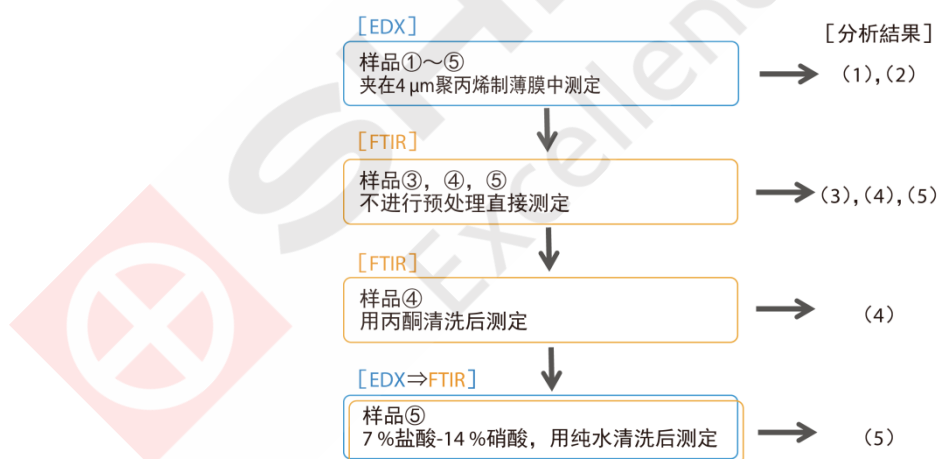 [EDX]
[分析結果]
样品①～⑤
夹在4 μm聚丙烯制薄膜中测定
(1),(2)
[FTIR]
样品③，④，⑤
不进行预处理直接测定
(3),(4),(5)
[FTIR]
样品④
用丙酮清洗后测定
(4)
[EDX⇒FTIR]
样品⑤
7 %盐酸-14 %硝酸，用纯水清洗后测定
(5)
Excellence